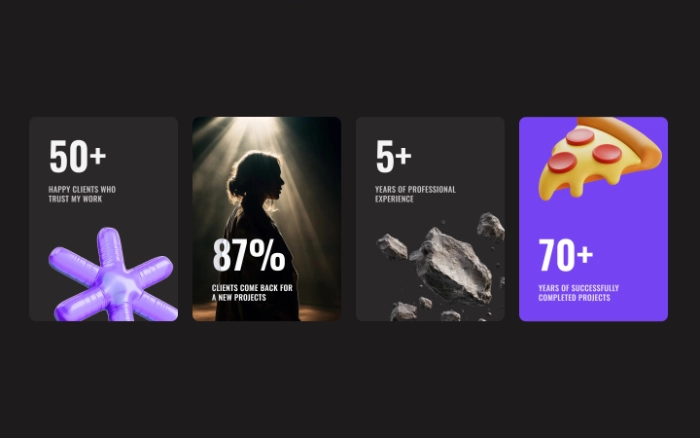 50+
HAPPY CLIENTS WHO
TRUST MY WORK
87%
CLIENTS COME BACK FOR
A NEW PROJECTS
5+
YEARS OF PROFESSIONAL
EXPERIENCE
70+
YEARS OF SUCCESSFULLY
COMPLETED PROJECTS